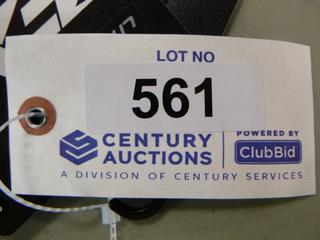 LOT NO
561
CENTURY
AUCTIONS
POWERED BY
ClubBid
A DIVISION OF CENTURY SERVICES